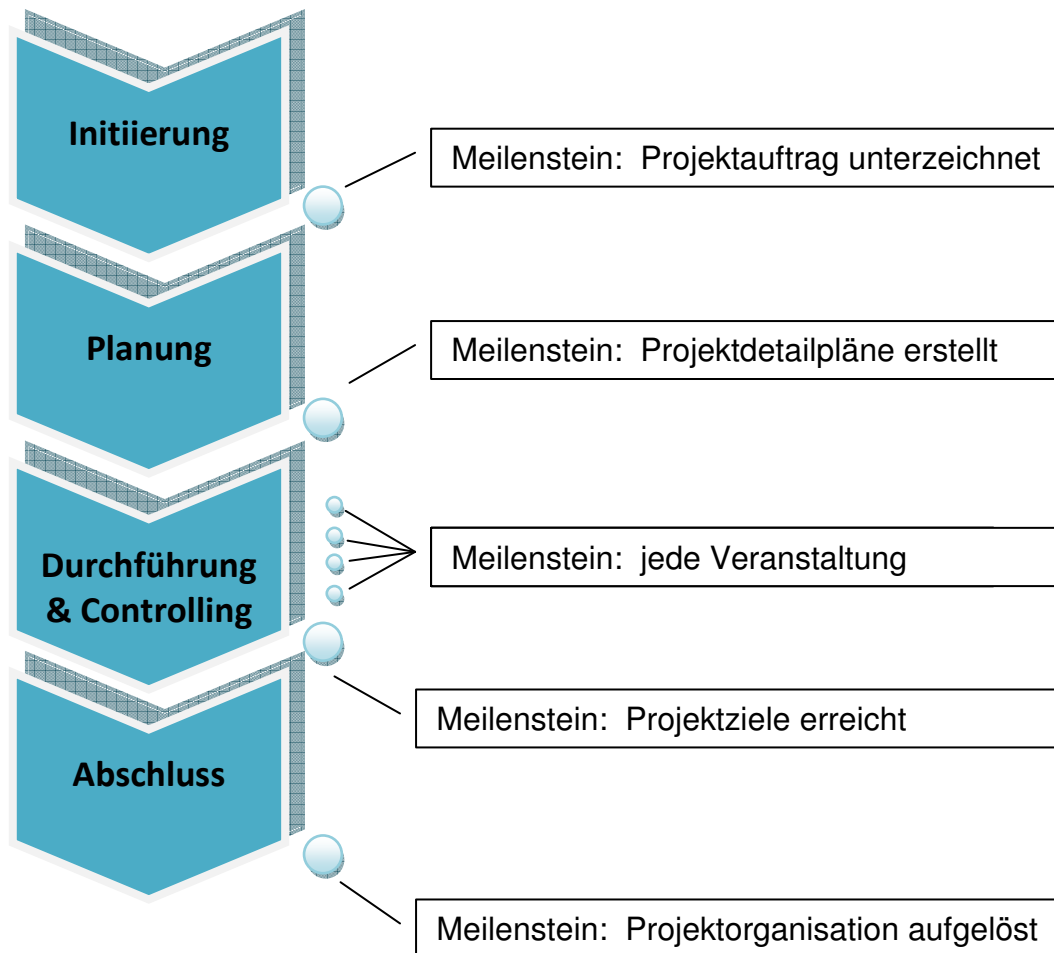 Initiierung
Meilenstein: Projektauftrag unterzeichnet
Planung
Meilenstein: Projektdetailpläne erstellt
Durchführung
& Controlling
Meilenstein: jede Veranstaltung
Meilenstein: Projektziele erreicht
Abschluss
Meilenstein: Projektorganisation aufgelöst